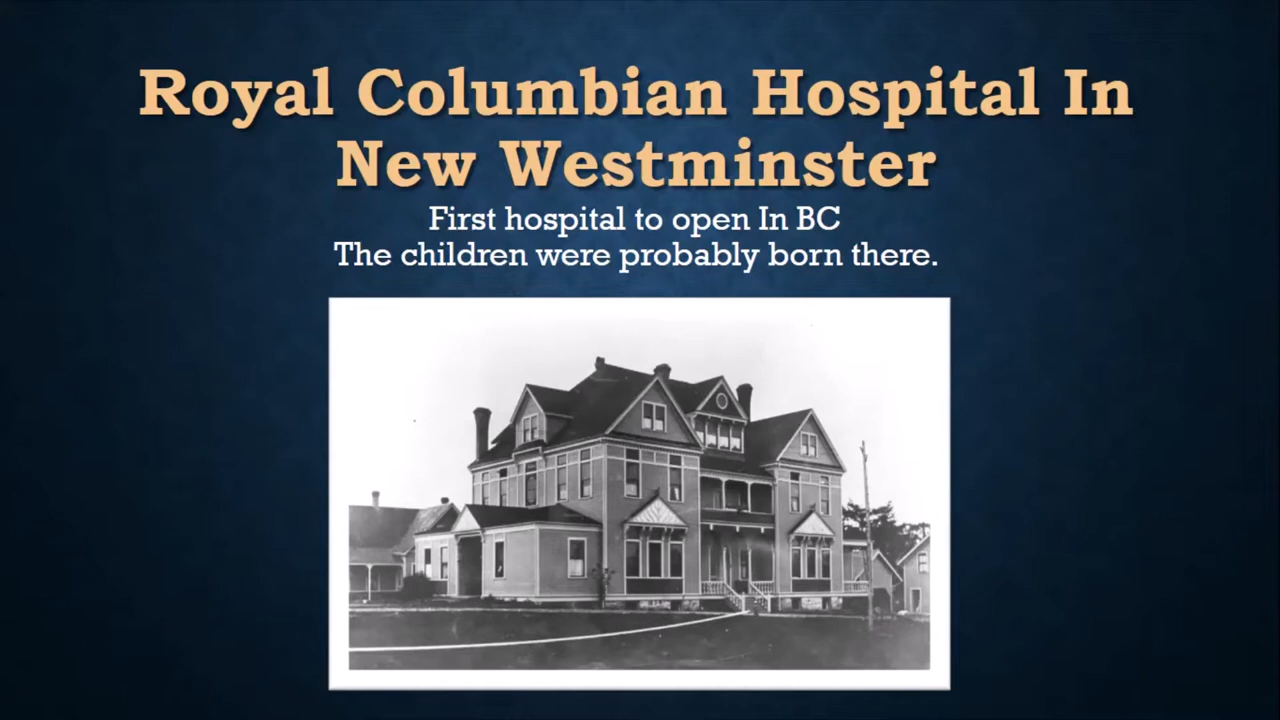 Royal Columbian Hospital In
New Westminster
First hospital to open In BC
The children were probably born there.